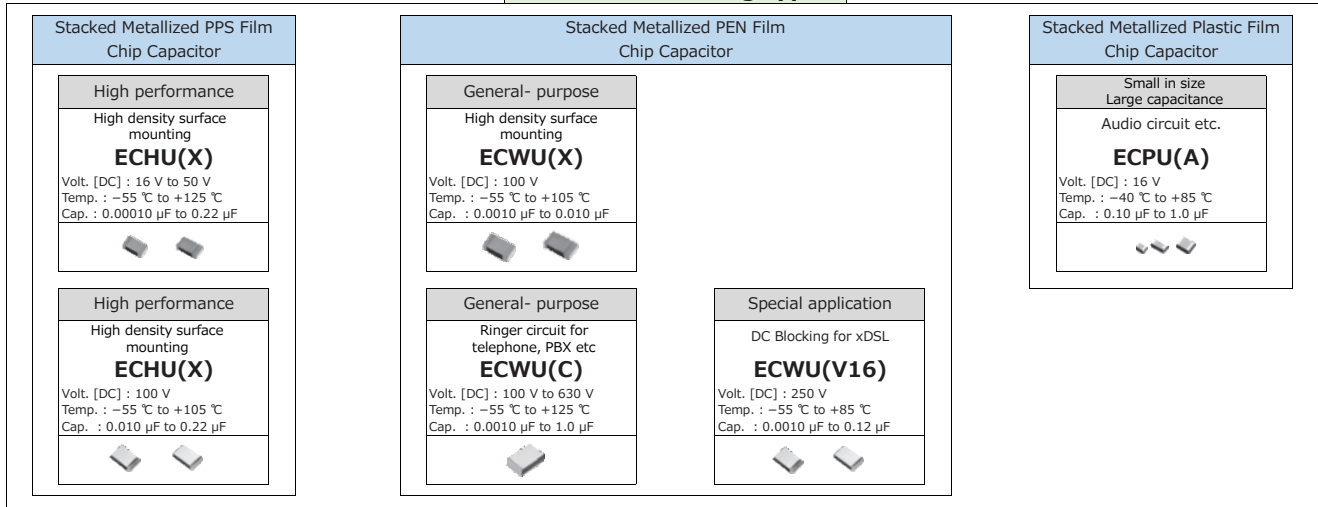 Stacked Metallized PPS Film
Chip Capacitor
High performance
High density surface
mounting
ECHU(X)
Volt. [DC] : 16 V to 50 V
Temp. : −55 ℃ to +125 ℃
Cap. : 0.00010 μF to 0.22 μF
High performance
High density surface
mounting
ECHU(X)
Volt. [DC] : 100 V
Temp. : −55 ℃ to +105 ℃
Cap. : 0.010 μF to 0.22 μF
Stacked Metallized PEN Film
Chip Capacitor
General- purpose
High density surface
mounting
ECWU(X)
Volt. [DC] : 100 V
Temp. : −55 ℃ to +105 ℃
Cap. : 0.0010 μF to 0.010 μF
General- purpose
Ringer circuit for
telephone, PBX etc
ECWU(C)
Volt. [DC] : 100 V to 630 V
Temp. : −55 ℃ to +125 ℃
Cap. : 0.0010 μF to 1.0 μF
Special application
DC Blocking for xDSL
ECWU(V16)
Volt. [DC] : 250 V
Temp. : −55 ℃ to +85 ℃
Cap. : 0.0010 μF to 0.12 μF
Stacked Metallized Plastic Film
Chip Capacitor
Small in size
Large capacitance
Audio circuit etc.
ECPU(A)
Volt. [DC] : 16 V
Temp. : −40 ℃ to +85 ℃
Cap. : 0.10 μF to 1.0 μF